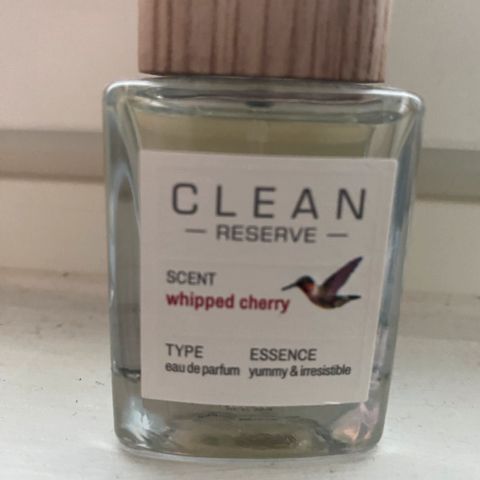 CLEAN
— RESERVE —
SCENT
whipped cherry
TYPE ESSENCE
eau de parfum yummy & irresistible